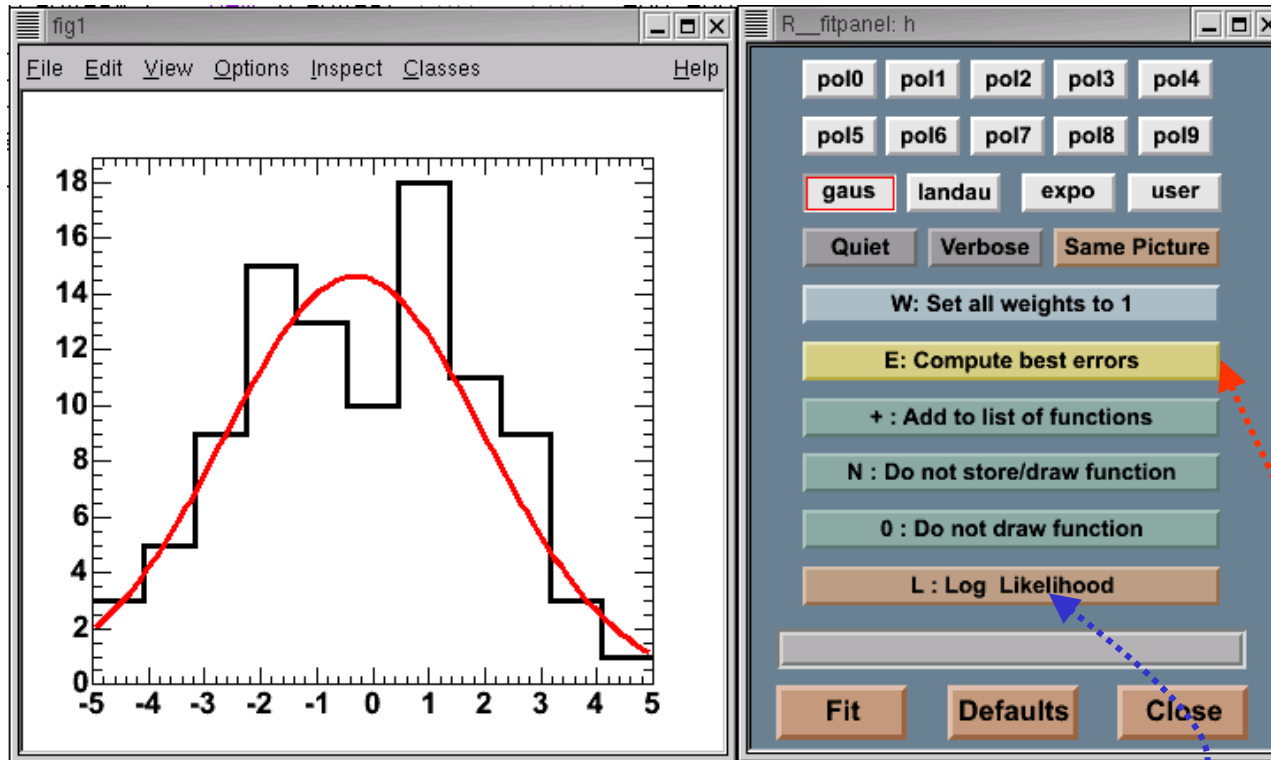 fig1
File Edit View Options Inspect Classes Help
18
16
14
12
10
8
6
4
2
0
-5 -4 -3 -2 -1 0 1 2 3 4 5
R__fitpanel: h
pol0 pol1 pol2 pol3 pol4
pol5 pol6 pol7 pol8 pol9
gaus landau expo user
Quiet Verbose Same Picture
W: Set all weights to 1
E: Compute best errors
+ : Add to list of functions
N : Do not store/draw function
0 : Do not draw function
L : Log Likelihood
Fit Defaults Close